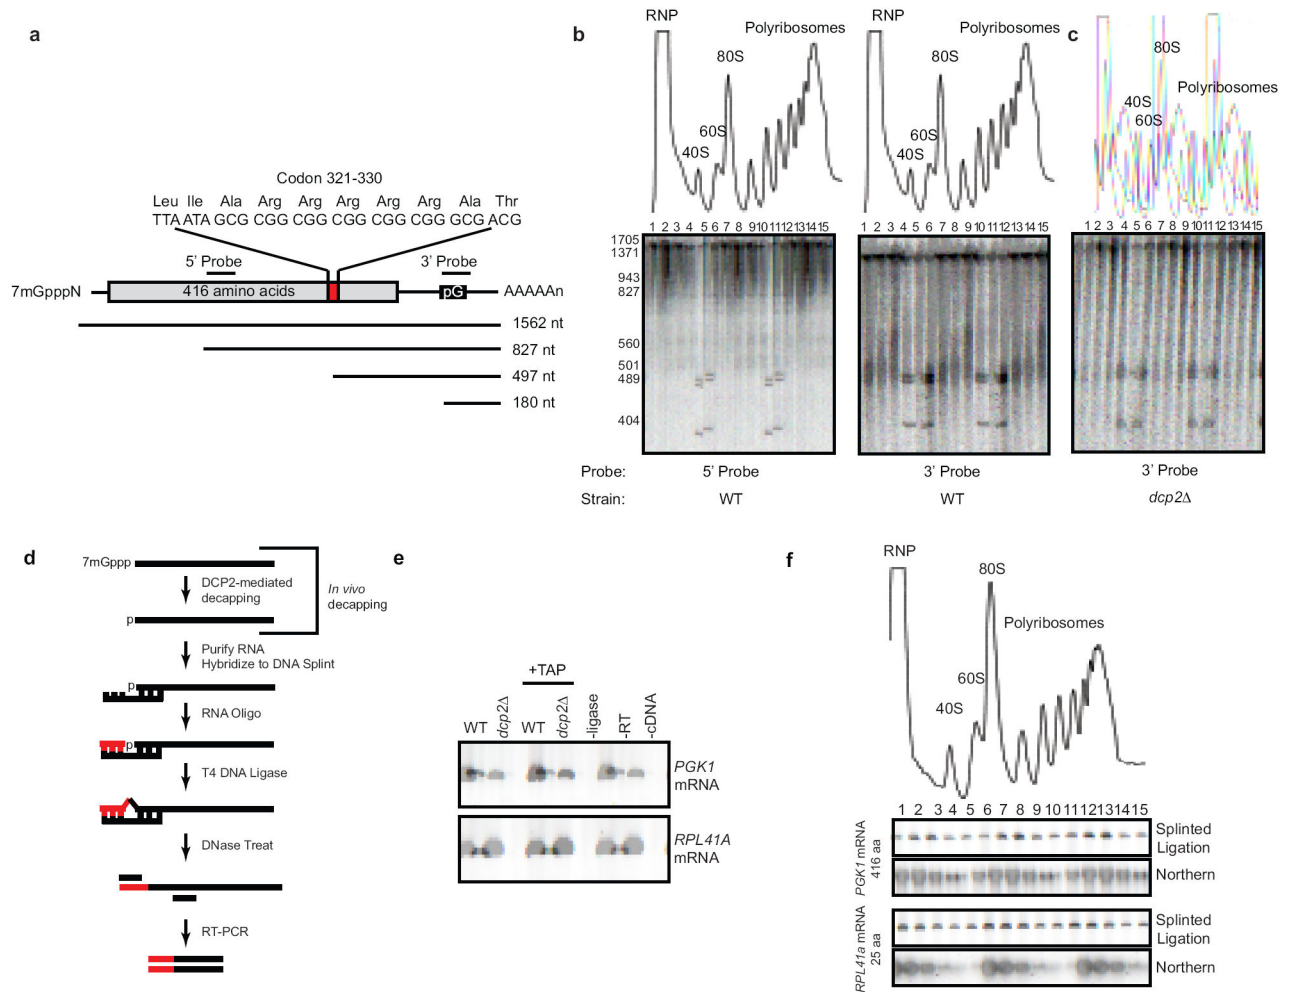 a
Codon 321-330
Leu Ile Ala Arg Arg Arg Arg Arg Ala Thr
TTA ATA GCG CGG CGG CGG CGG CGG GCG ACG
5' Probe
3' Probe
7mGpppN
416 amino acids
pG
AAAAAn
1562 nt
827 nt
497 nt
180 nt
b
RNP
40S
60S
80S
Polyribosomes
1 2 3 4 5 6 7 8 9 10 11 12 13 14 15
1705
1371
943
827
560
501
489
404
RNP
40S
60S
80S
Polyribosomes
1 2 3 4 5 6 7 8 9 10 11 12 13 14 15
c
40S
60S
80S
Polyribosomes
1 2 3 4 5 6 7 8 9 10 11 12 13 14 15
Probe: 5' Probe 3' Probe 3' Probe
Strain: WT WT dcp2Δ
d
7mGppp
DCP2-mediated
decapping
In vivo
decapping
p
Purify RNA
Hybridize to DNA Splint
p
RNA Oligo
p
T4 DNA Ligase
DNase Treat
RT-PCR
e
+TAP
WT dcp2Δ WT dcp2Δ -ligase -RT -cDNA
PGK1
mRNA
RPL41A
mRNA
f
RNP
40S
60S
80S
Polyribosomes
1 2 3 4 5 6 7 8 9 10 11 12 13 14 15
PGK1 mRNA
416 aa
Splinted
Ligation
Northern
RPL41a mRNA
25 aa
Splinted
Ligation
Northern